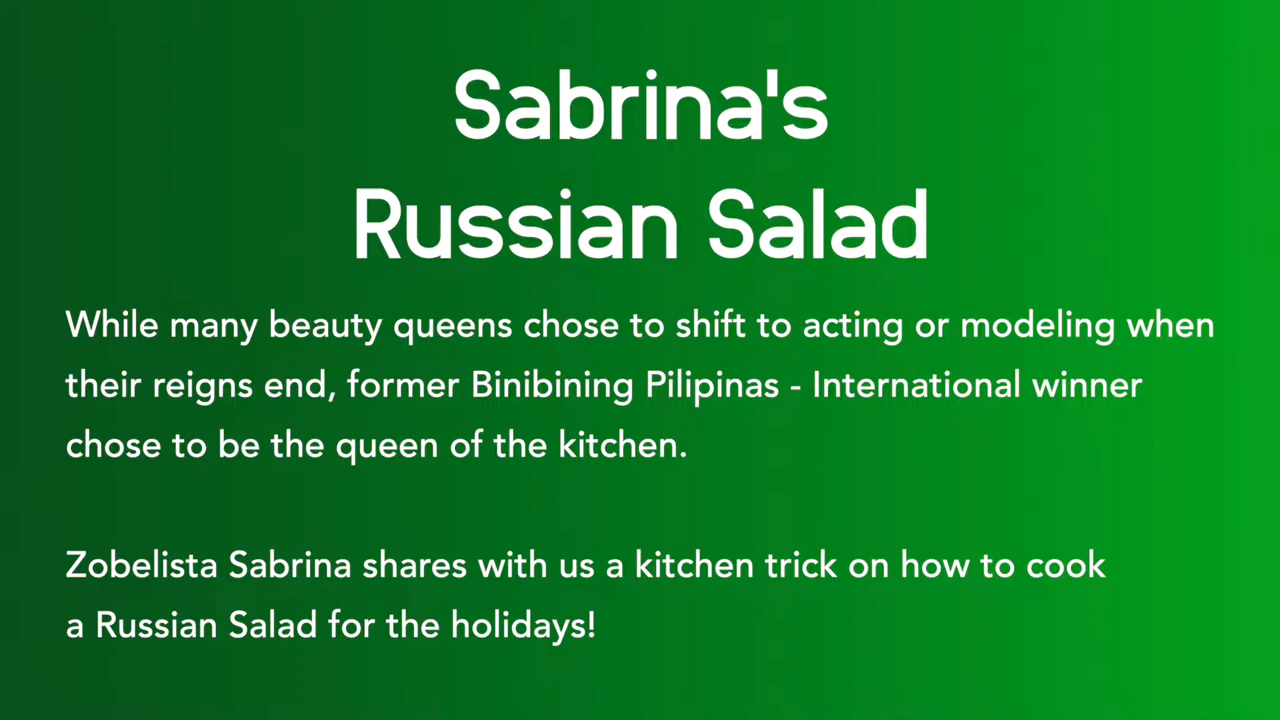 Sabrina's
Russian Salad
While many beauty queens chose to shift to acting or modeling when
their reigns end, former Binibining Pilipinas - International winner
chose to be the queen of the kitchen.
Zobelista Sabrina shares with us a kitchen trick on how to cook
a Russian Salad for the holidays!